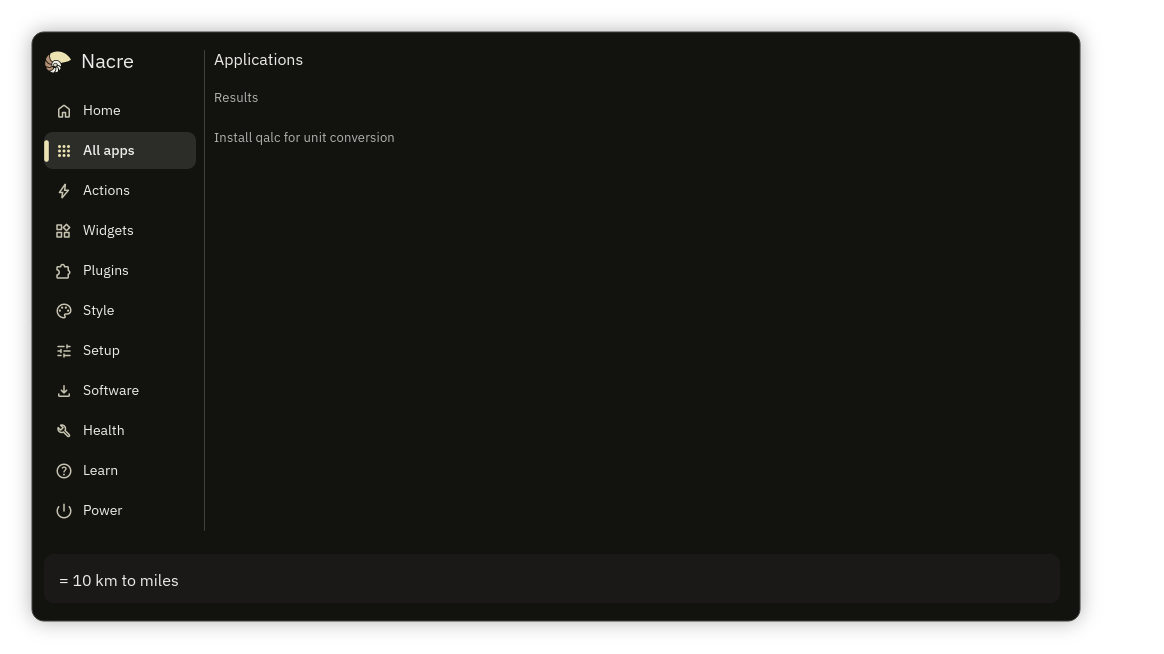 Nacre
Home
All apps
Actions
Widgets
Plugins
Style
Setup
Software
Health
Learn
Power
Applications
Results
Install qalc for unit conversion
= 10 km to miles